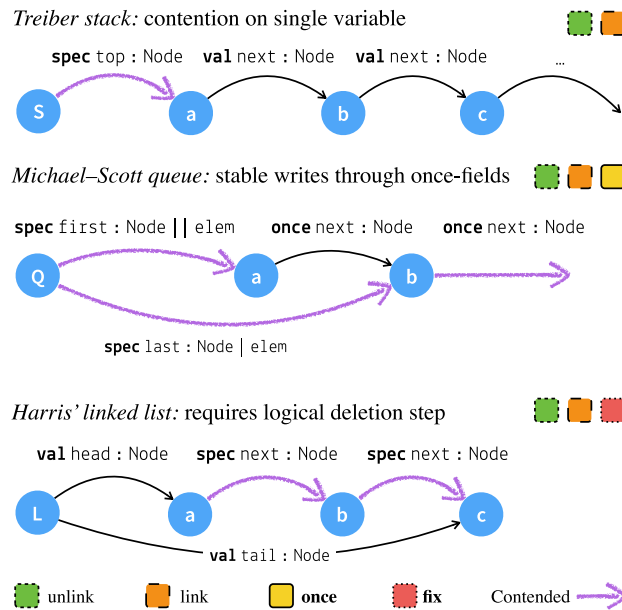 Treiber stack: contention on single variable
spec top : Node val next : Node val next : Node ...
S a b c
Michael–Scott queue: stable writes through once-fields
spec first : Node || elem once next : Node once next : Node
Q a b
spec last : Node | elem
Harris’ linked list: requires logical deletion step
val head : Node spec next : Node spec next : Node
L a b c
val tail : Node
unlink link once fix Contended